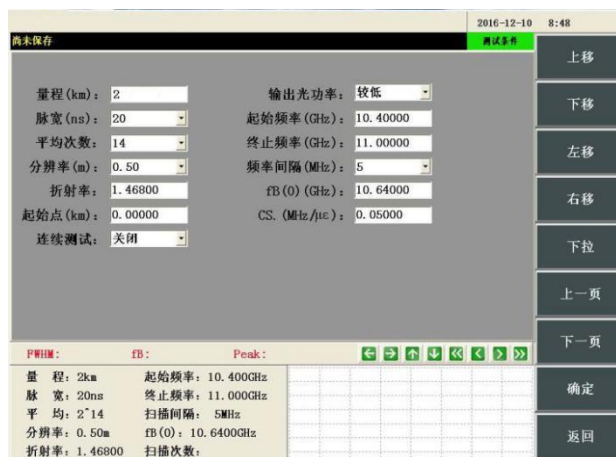 2016-12-10 8:48
尚未保存
测试条件
量程(km): 2
脉宽(ns): 20
平均次数: 14
分辨率(m): 0.50
折射率: 1.46800
起始点(km): 0.00000
连续测试: 关闭
输出光功率: 较低
起始频率(GHz): 10.40000
终止频率(GHz): 11.00000
频率间隔(MHz): 5
fB(0)(GHz): 10.64000
CS.(MHz/με): 0.05000
上移
下移
左移
右移
下拉
上一页
下一页
确定
返回
FWHM: fB: Peak:
量 程: 2km 起始频率: 10.400GHz
脉 宽: 20ns 终止频率: 11.000GHz
平 均: 2^14 扫描间隔: 5MHz
分辨率: 0.50m fB(0): 10.6400GHz
折射率: 1.46800 扫描次数: